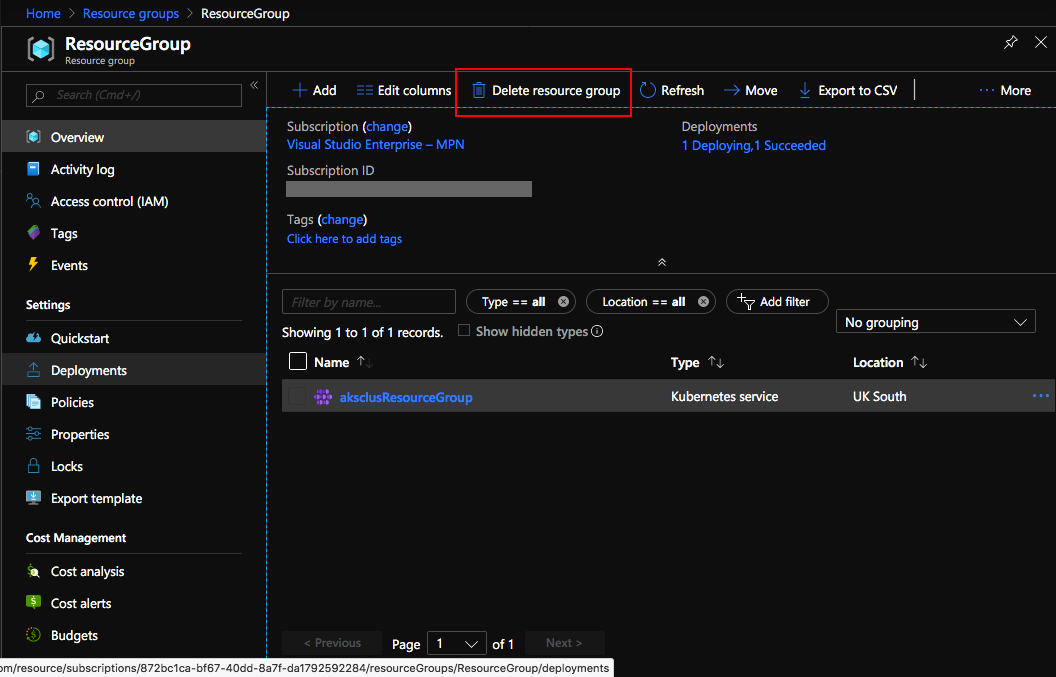 Home > Resource groups > ResourceGroup
ResourceGroup
Resource group
Search (Cmd+/)
«
Overview
Activity log
Access control (IAM)
Tags
Events
Settings
Quickstart
Deployments
Policies
Properties
Locks
Export template
Cost Management
Cost analysis
Cost alerts
Budgets
Add Edit columns Delete resource group Refresh Move Export to CSV ... More
Subscription (change)
Visual Studio Enterprise – MPN
Subscription ID
Tags (change)
Click here to add tags
Deployments
1 Deploying,1 Succeeded
Filter by name...
Type == all
Location == all
Add filter
Showing 1 to 1 of 1 records.
Show hidden types
No grouping
Name Type Location
aksclusResourceGroup Kubernetes service UK South ...
< Previous Page 1 of 1 Next >
om/resource/subscriptions/872bc1ca-bf67-40dd-8a7f-da1792592284/resourceGroups/ResourceGroup/deployments